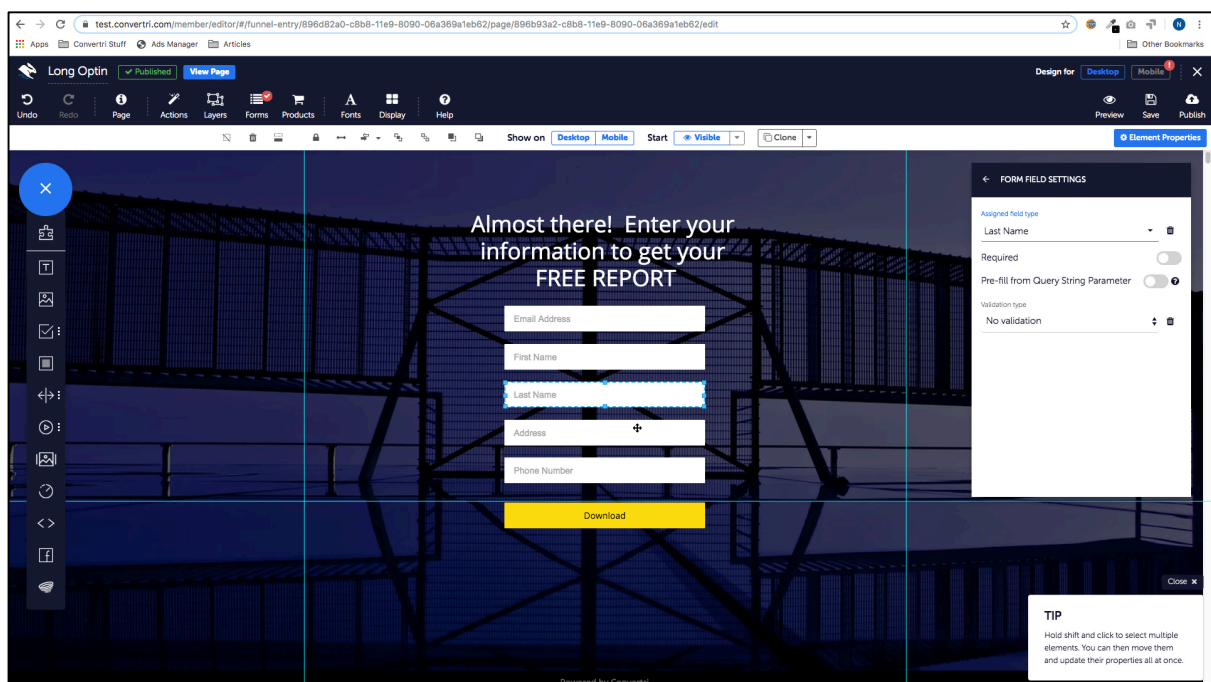 test.convertri.com/member/editor/#/funnel-entry/896d82a0-c8b8-11e9-8090-06a369a1eb62/page/896b93a2-c8b8-11e9-8090-06a369a1eb62/edit
N
Apps Convertri Stuff Ads Manager Articles Other Bookmarks
Long Optin Published View Page Design for Desktop Mobile
Undo Redo Page Actions Layers Forms Products Fonts Display Help Preview Save Publish
Show on Desktop Mobile Start Visible Clone Element Properties
FORM FIELD SETTINGS
Assigned field type
Last Name
Required
Pre-fill from Query String Parameter
Validation type
No validation
Almost there! Enter your
information to get your
FREE REPORT
Email Address
First Name
Last Name
Address
Phone Number
Download
Close
TIP
Hold shift and click to select multiple
elements. You can then move them
and update their properties all at once.
Powered by Convertri